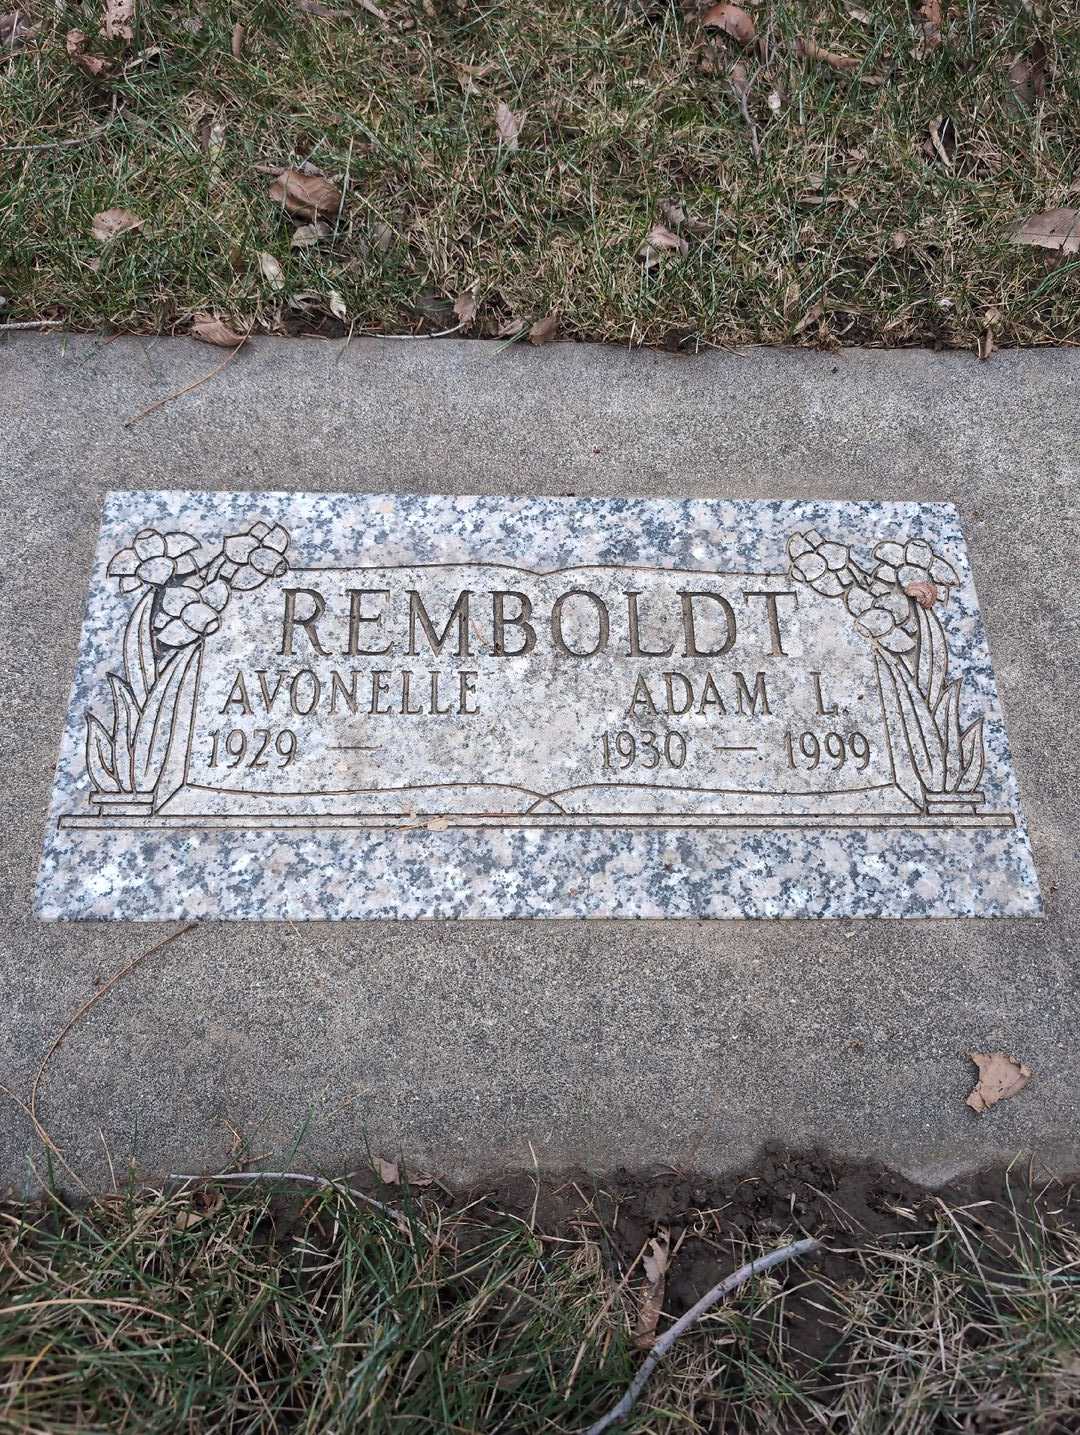 REMBOLDT
AVONELLE ADAM L.
1929 — 1930 — 1999